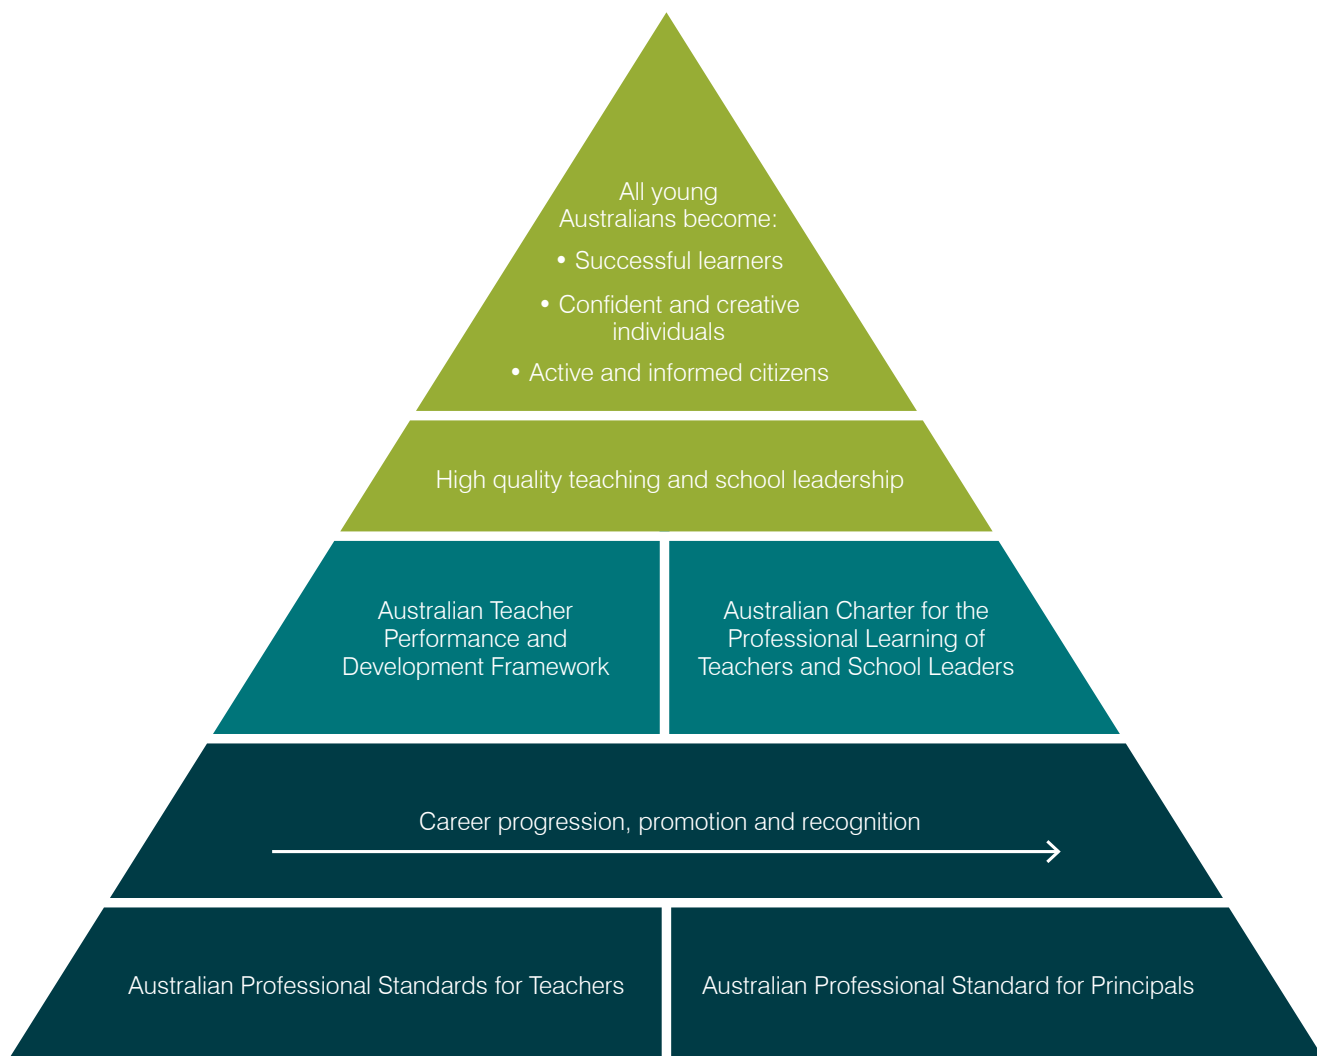 All young
Australians become:
• Successful learners
• Confident and creative
individuals
• Active and informed citizens
High quality teaching and school leadership
Australian Teacher
Performance and
Development Framework
Australian Charter for the
Professional Learning of
Teachers and School Leaders
Career progression, promotion and recognition
Australian Professional Standards for Teachers
Australian Professional Standard for Principals